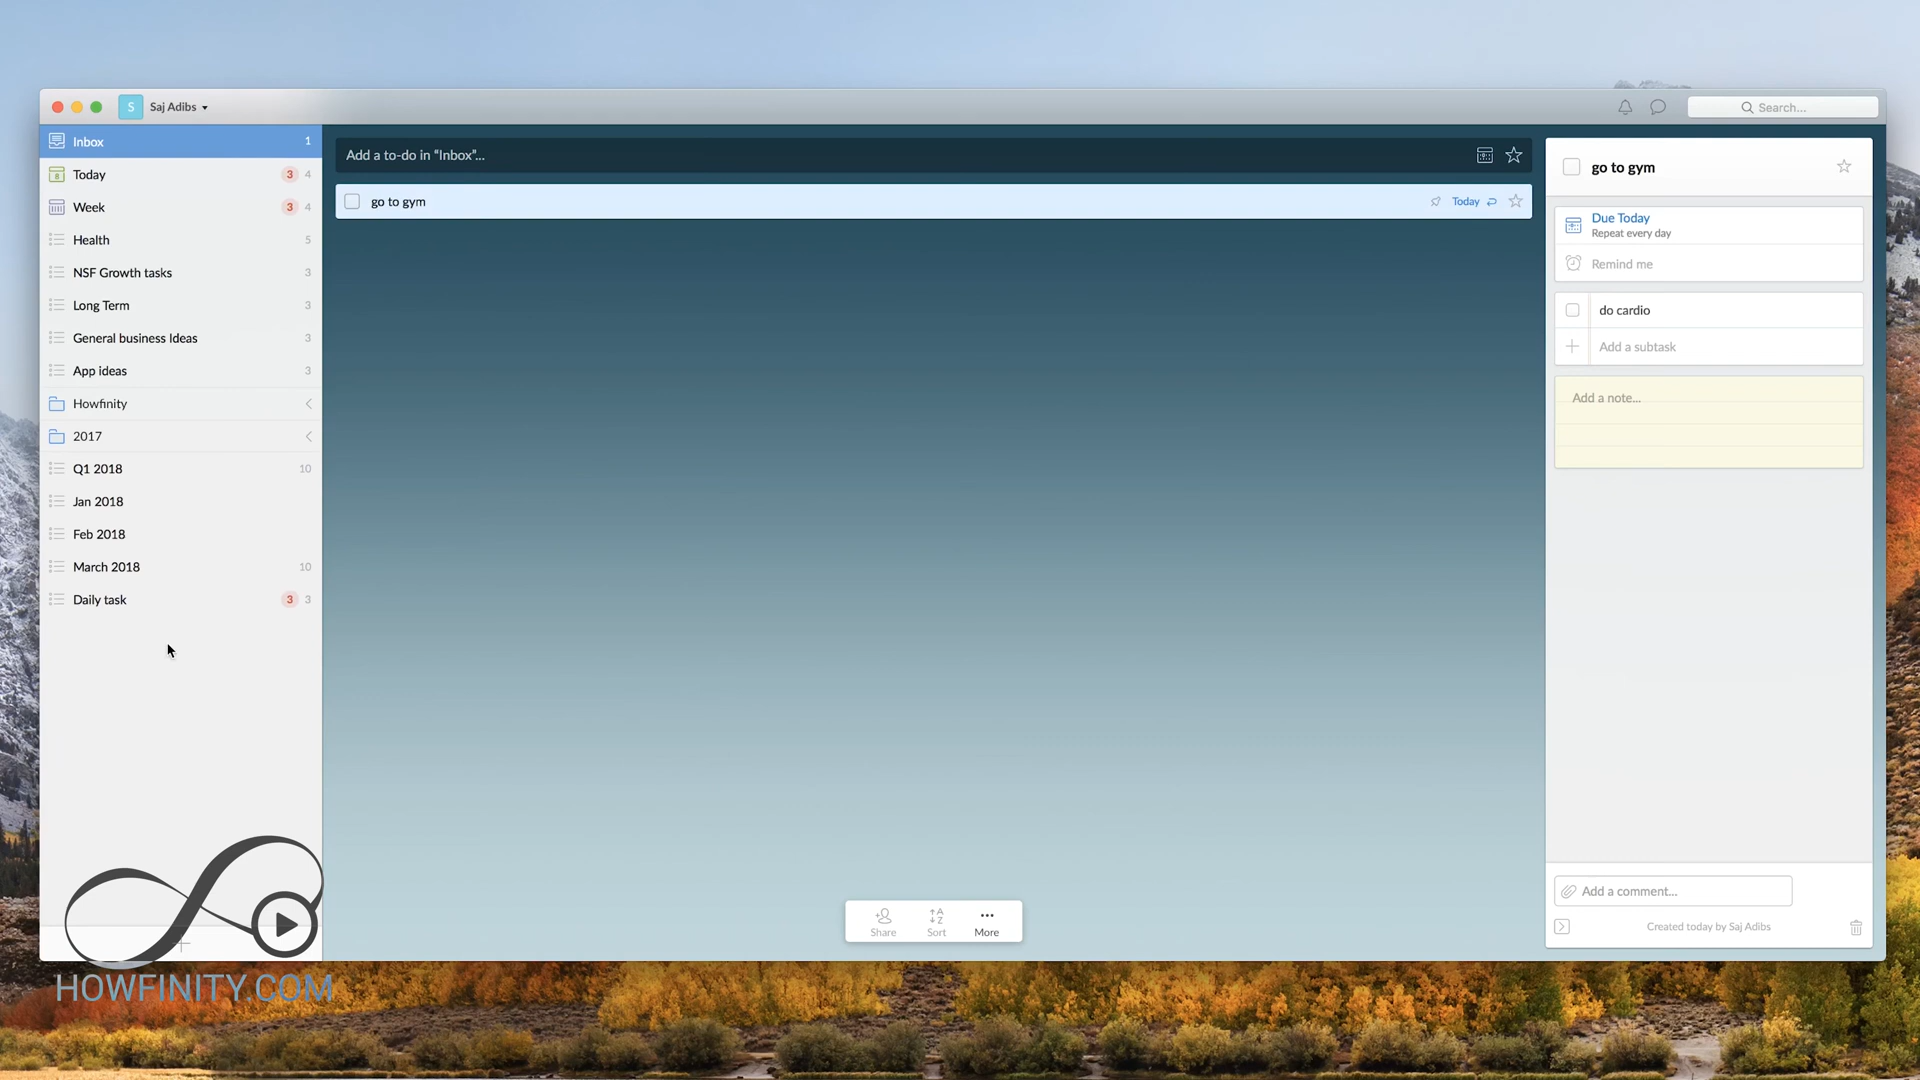 S Saj Adibs
Search...
Inbox 1
Today 3 4
Week 3 4
Health 5
NSF Growth tasks 3
Long Term 3
General business Ideas 3
App ideas 3
Howfinity
2017
Q1 2018 10
Jan 2018
Feb 2018
March 2018 10
Daily task 3 3
Add a to-do in “Inbox”...
go to gym Today
Share
Sort
More
go to gym
Due Today
Repeat every day
Remind me
do cardio
Add a subtask
Add a note...
Add a comment...
Created today by Saj Adibs
HOWFINITY.COM